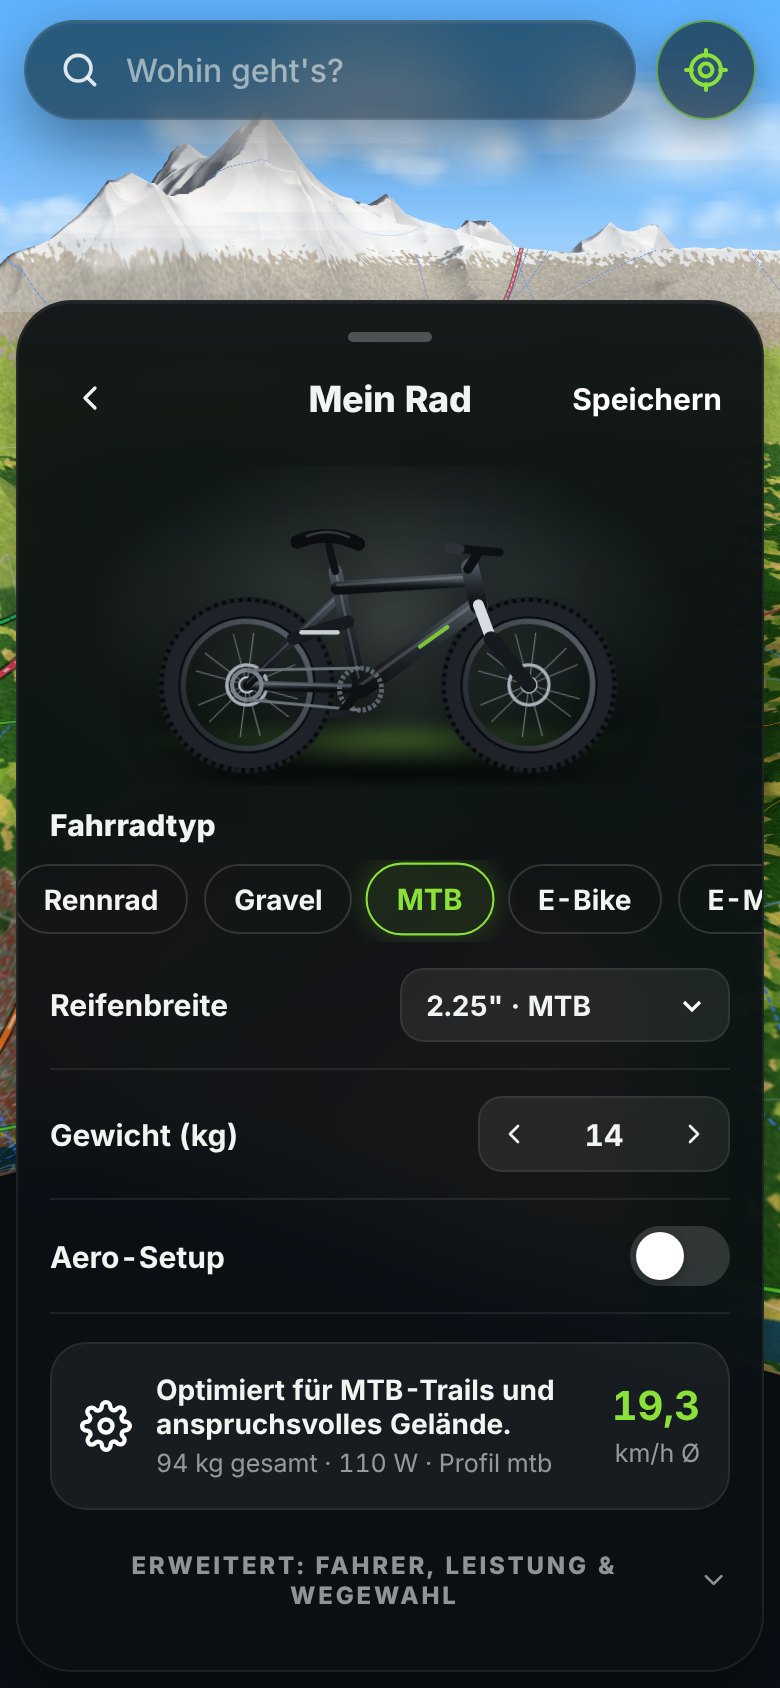 Wohin geht's?
Mein Rad
Speichern
Fahrradtyp
Rennrad
Gravel
MTB
E-Bike
E-M
Reifenbreite
2.25" · MTB
Gewicht (kg)
14
Aero-Setup
Optimiert für MTB-Trails und
anspruchsvolles Gelände.
94 kg gesamt · 110 W · Profil mtb
19,3
km/h Ø
ERWEITERT: FAHRER, LEISTUNG &
WEGEWAHL